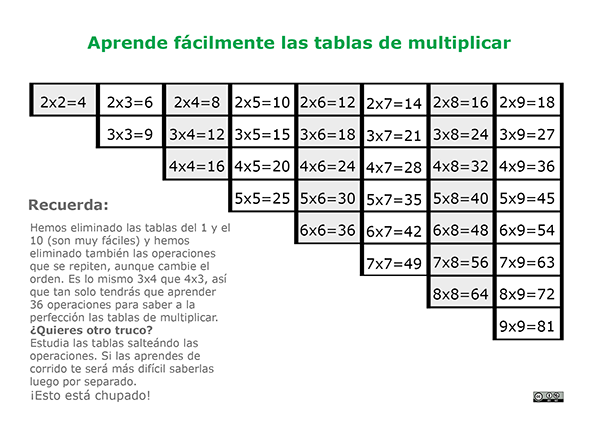 Aprende fácilmente las tablas de multiplicar
2x2=4 2x3=6 2x4=8 2x5=10 2x6=12 2x7=14 2x8=16 2x9=18
3x3=9 3x4=12 3x5=15 3x6=18 3x7=21 3x8=24 3x9=27
4x4=16 4x5=20 4x6=24 4x7=28 4x8=32 4x9=36
5x5=25 5x6=30 5x7=35 5x8=40 5x9=45
6x6=36 6x7=42 6x8=48 6x9=54
7x7=49 7x8=56 7x9=63
8x8=64 8x9=72
9x9=81
Recuerda:
Hemos eliminado las tablas del 1 y el
10 (son muy fáciles) y hemos
eliminado también las operaciones
que se repiten, aunque cambie el
orden. Es lo mismo 3x4 que 4x3, así
que tan solo tendrás que aprender
36 operaciones para saber a la
perfección las tablas de multiplicar.
¿Quieres otro truco?
Estudia las tablas salteándo las
operaciones. Si las aprendes de
corrido te será más difícil saberlas
luego por separado.
¡Esto está chupado!